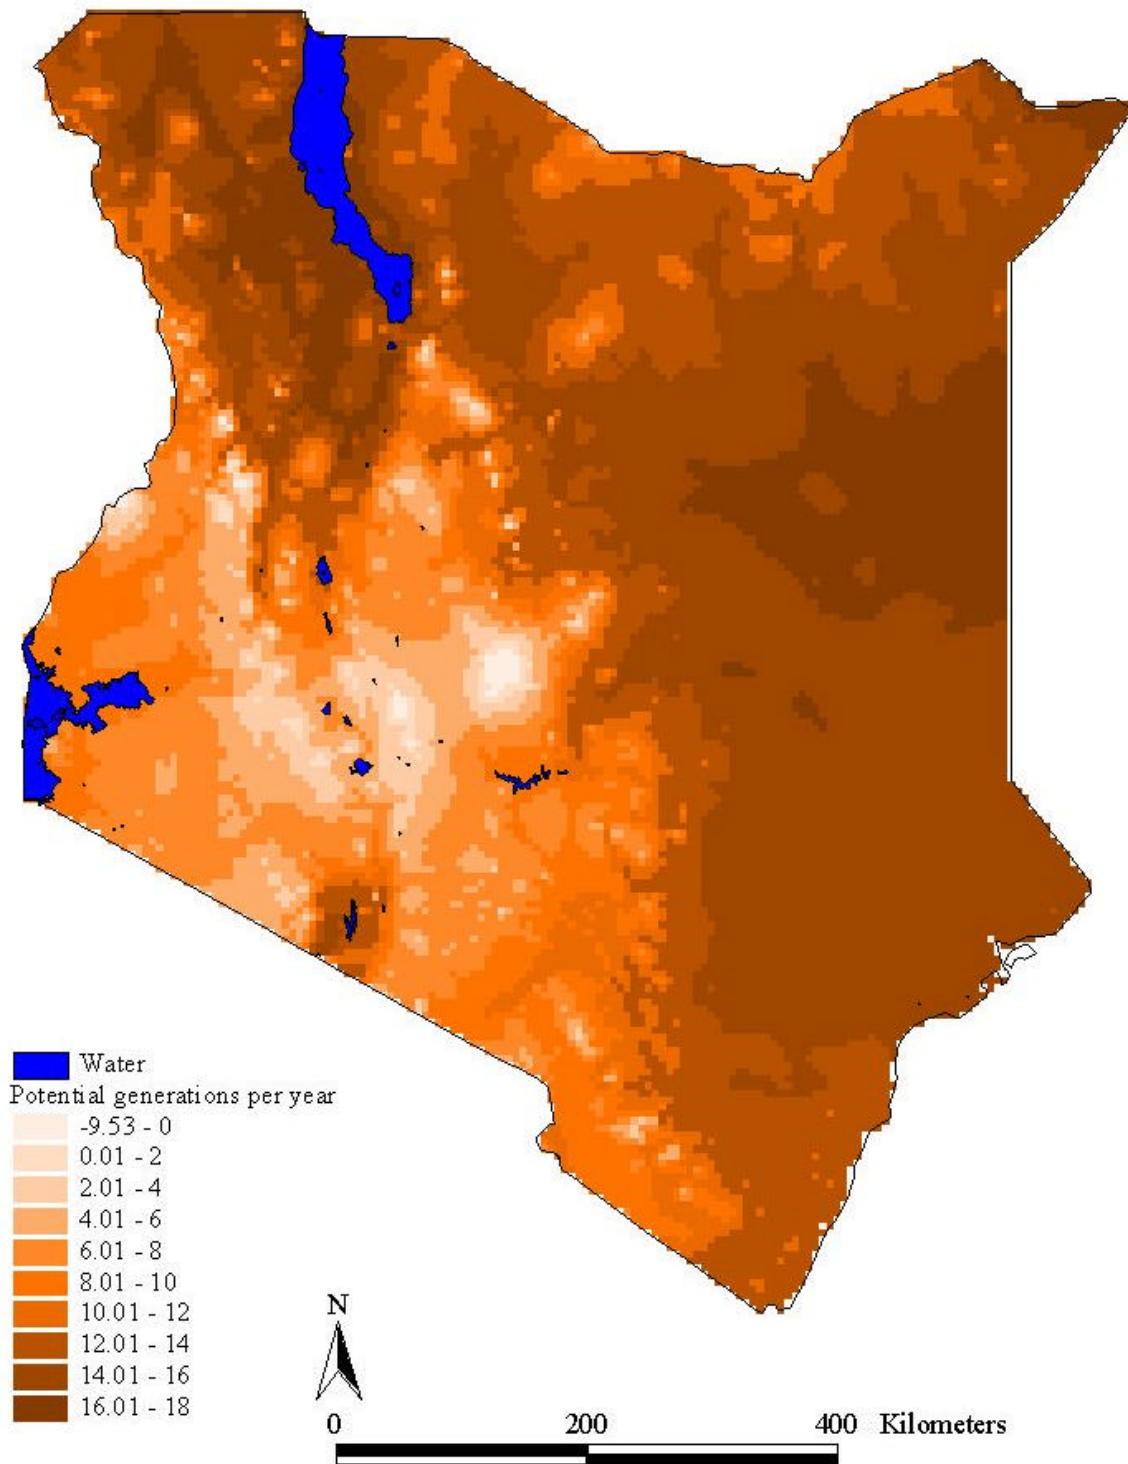 Water
Potential generations per year
-9.53 - 0
0.01 - 2
2.01 - 4
4.01 - 6
6.01 - 8
8.01 - 10
10.01 - 12
12.01 - 14
14.01 - 16
16.01 - 18
N
0 200 400 Kilometers